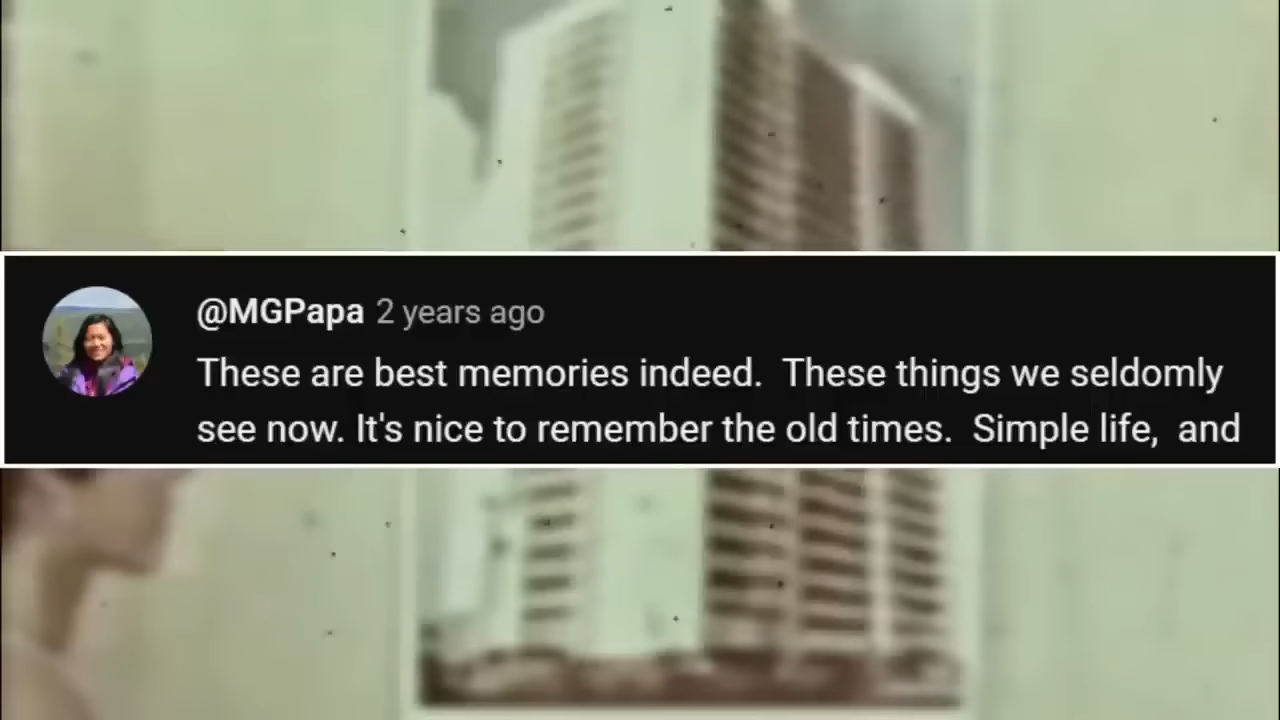 @MGPapa 2 years ago
These are best memories indeed.  These things we seldomly
see now. It's nice to remember the old times.  Simple life,  and